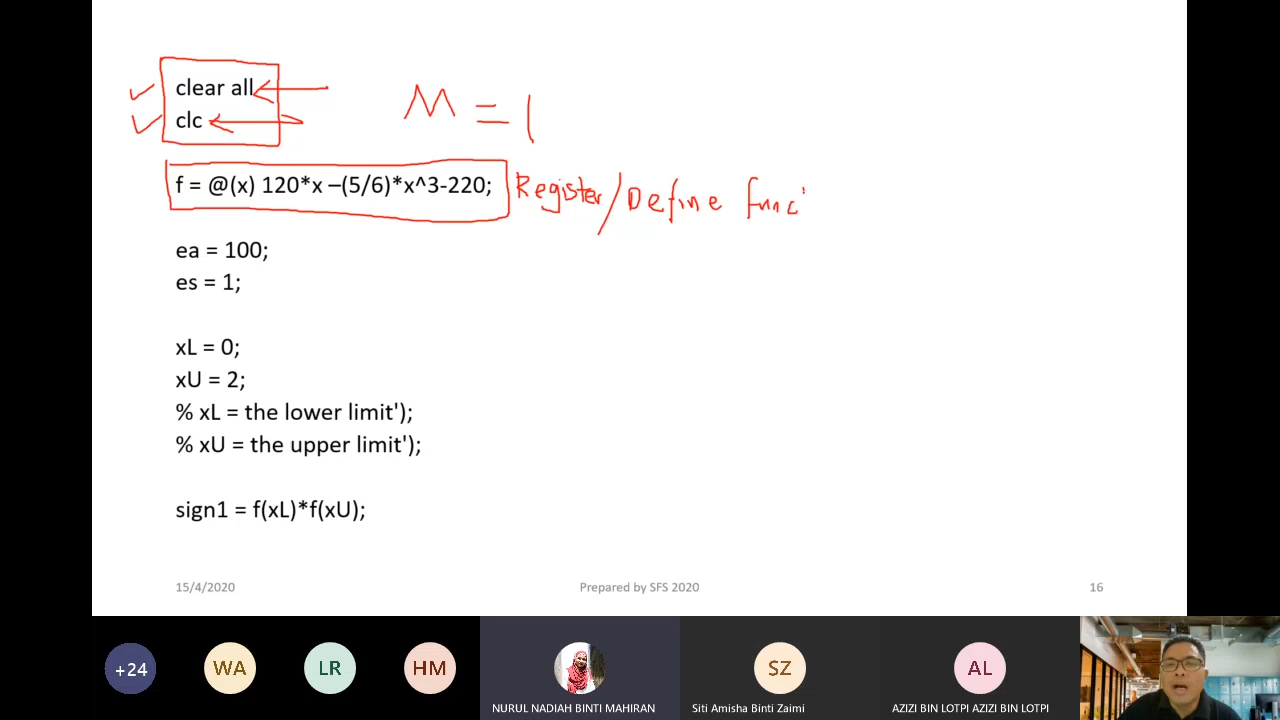 clear all
clc
M = 1
f = @(x) 120*x –(5/6)*x^3-220;
Register/Define func
ea = 100;
es = 1;
xL = 0;
xU = 2;
% xL = the lower limit');
% xU = the upper limit');
sign1 = f(xL)*f(xU);
15/4/2020
Prepared by SFS 2020
16
+24
WA
LR
HM
SZ
AL
NURUL NADIAH BINTI MAHIRAN
Siti Amisha Binti Zaimi
AZIZI BIN LOTPI AZIZI BIN LOTPI